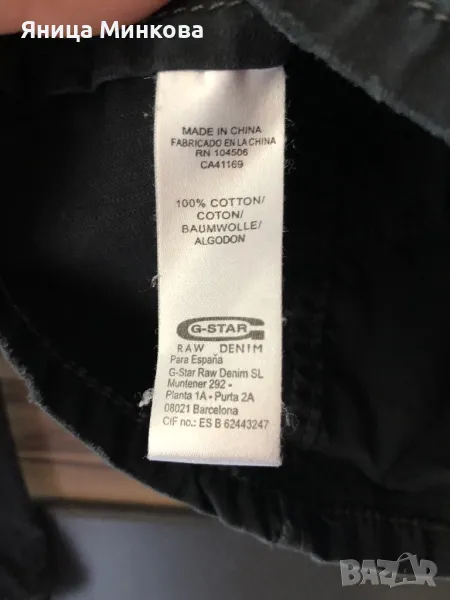 Яница Минкова
MADE IN CHINA
FABRICADO EN LA CHINA
RN 104506
CA41169
100% COTTON/
COTON/
BAUMWOLLE/
ALGODON
G-STAR
RAW DENIM
Para España
G-Star Raw Denim SL
Muntener 292 -
Planta 1A - Purta 2A
08021 Barcelona
CIF no.: ES B 62443247
BAZAR